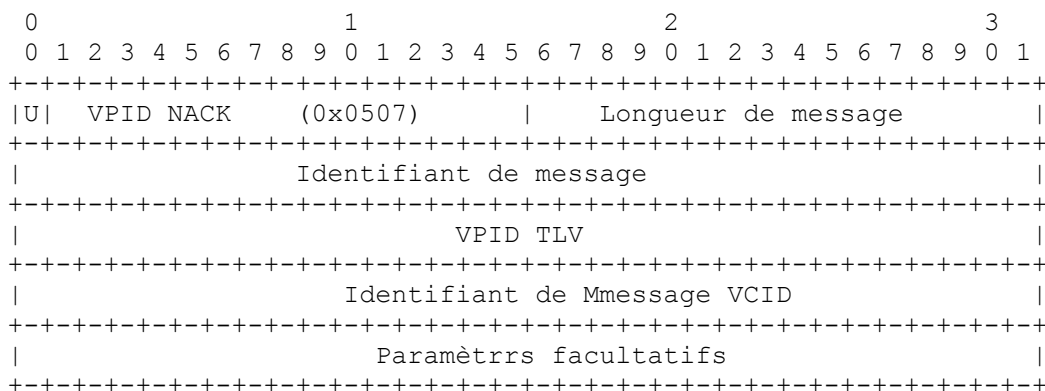 0                   1                   2                   3
0 1 2 3 4 5 6 7 8 9 0 1 2 3 4 5 6 7 8 9 0 1 2 3 4 5 6 7 8 9 0 1
+-+-+-+-+-+-+-+-+-+-+-+-+-+-+-+-+-+-+-+-+-+-+-+-+-+-+-+-+-+-+-+-+
|U|  VPID NACK    (0x0507)      |    Longueur de message        |
+-+-+-+-+-+-+-+-+-+-+-+-+-+-+-+-+-+-+-+-+-+-+-+-+-+-+-+-+-+-+-+-+
|                 Identifiant de message                        |
+-+-+-+-+-+-+-+-+-+-+-+-+-+-+-+-+-+-+-+-+-+-+-+-+-+-+-+-+-+-+-+-+
|                           VPID TLV                            |
+-+-+-+-+-+-+-+-+-+-+-+-+-+-+-+-+-+-+-+-+-+-+-+-+-+-+-+-+-+-+-+-+
|                    Identifiant de Mmessage VCID               |
+-+-+-+-+-+-+-+-+-+-+-+-+-+-+-+-+-+-+-+-+-+-+-+-+-+-+-+-+-+-+-+-+
|                      Paramètrrs facultatifs                   |
+-+-+-+-+-+-+-+-+-+-+-+-+-+-+-+-+-+-+-+-+-+-+-+-+-+-+-+-+-+-+-+-+